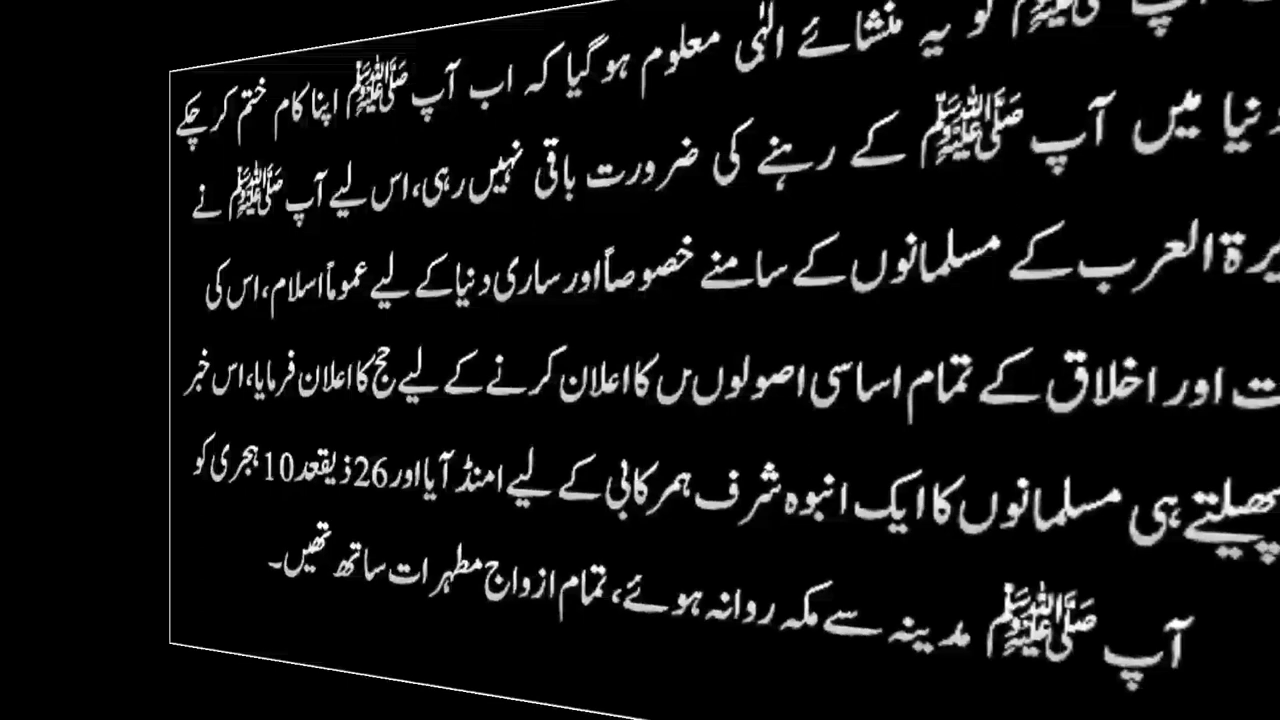 آپ ﷺ کو یہ منشائے الٰہی معلوم ہوگیا کہ اب آپ ﷺ اپنا کام ختم کر چکے
دنیا میں آپ ﷺ کے رہنے کی ضرورت باقی نہیں رہی، اس لیے آپ ﷺ نے
العرب کے مسلمانوں کے سامنے خصوصاً اور ساری دنیا کے لیے عموماً اسلام، اس کی
اور اخلاق کے تمام اساسی اصولوں کا اعلان کرنے کے لیے حج کا اعلان فرمایا، اس خبر
پھیلتے ہی مسلمانوں کا ایک انبوہ شرف ہمرکابی کے لیے امنڈ آیا اور 26 ذیقعد 10 ہجری کو
آپ ﷺ مدینہ سے مکہ روانہ ہوئے، تمام ازواج مطہرات ساتھ تھیں۔